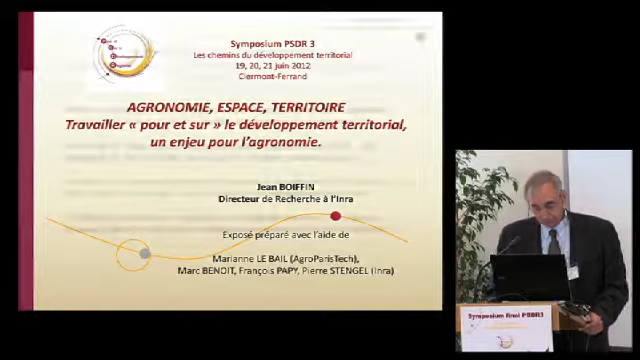 Symposium PSDR 3
Les chemins du développement territorial
19, 20, 21 juin 2012
Clermont-Ferrand
AGRONOMIE, ESPACE, TERRITOIRE
Travailler « pour et sur » le développement territorial,
un enjeu pour l'agronomie.
Jean BOIFFIN
Directeur de Recherche à l'Inra
Exposé préparé avec l'aide de
Marianne LE BAIL (AgroParisTech),
Marc BENOIT, François PAPY, Pierre STENGEL (Inra)
Symposium final PSDR3